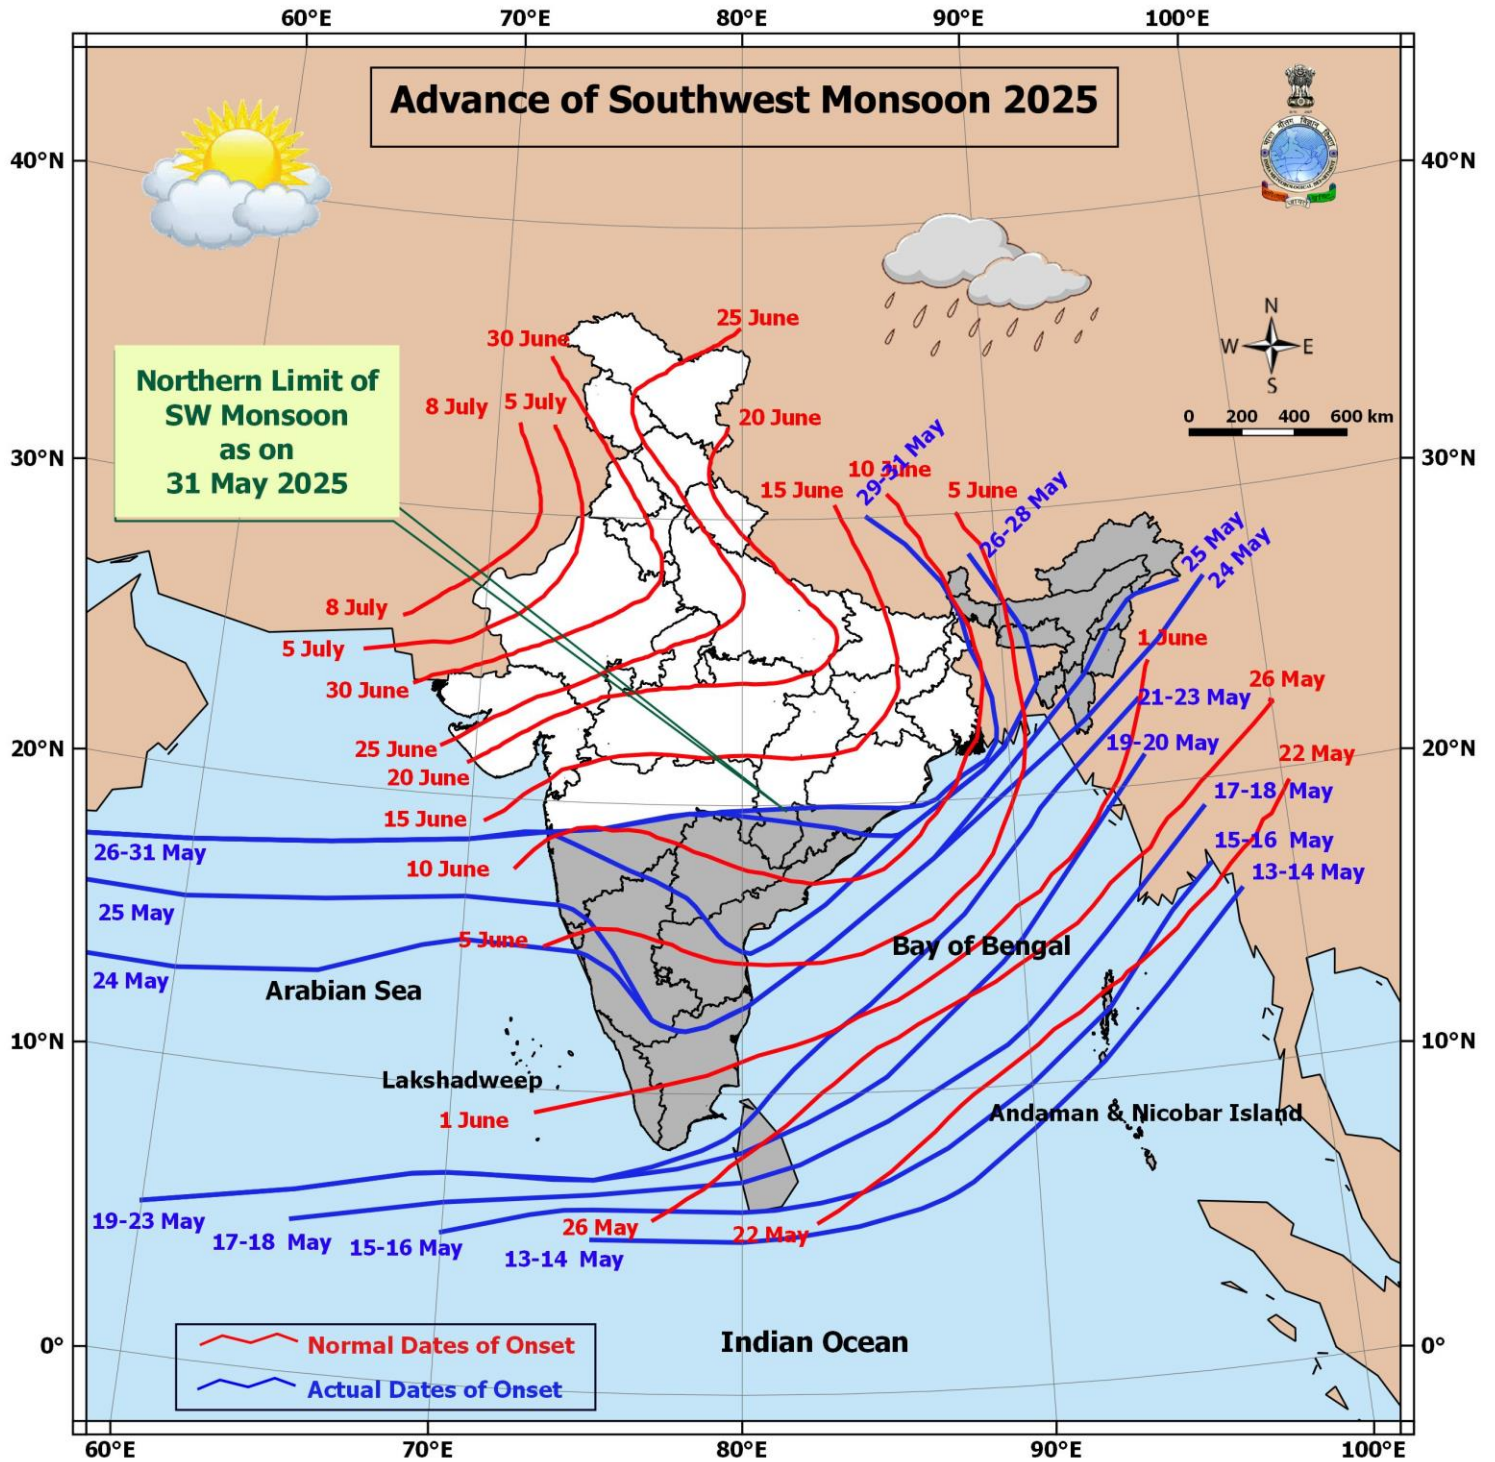 60°E 70°E 80°E 90°E 100°E
Advance of Southwest Monsoon 2025
40°N 40°N
N
W E
S
0 200 400 600 km
25 June
30 June
Northern Limit of
SW Monsoon
as on
31 May 2025
8 July 5 July
20 June
29-31 May
10 June
15 June
5 June
26-28 May
30°N 30°N
25 May
24 May
8 July
5 July
1 June
30 June
26 May
21-23 May
25 June
19-20 May
22 May
20°N 20°N
20 June
17-18 May
15 June
15-16 May
26-31 May
10 June
13-14 May
25 May
5 June
Bay of Bengal
24 May
Arabian Sea
10°N 10°N
Lakshadweep
1 June
Andaman & Nicobar Island
19-23 May
17-18 May
15-16 May
13-14 May
26 May
22 May
Indian Ocean
0° 0°
Normal Dates of Onset
Actual Dates of Onset
60°E 70°E 80°E 90°E 100°E